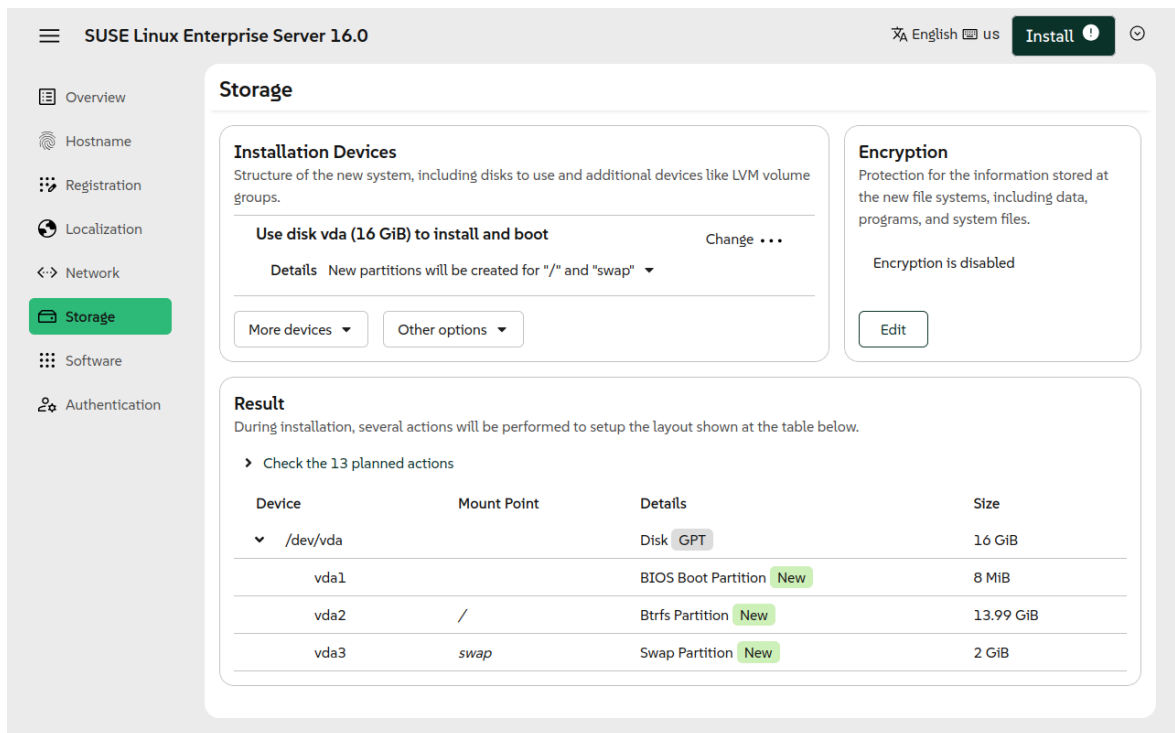 SUSE Linux Enterprise Server 16.0
English us
Install
Overview
Hostname
Registration
Localization
Network
Storage
Software
Authentication
Storage
Installation Devices
Structure of the new system, including disks to use and additional devices like LVM volume
groups.
Use disk vda (16 GiB) to install and boot
Change
Details New partitions will be created for "/" and "swap"
More devices
Other options
Encryption
Protection for the information stored at
the new file systems, including data,
programs, and system files.
Encryption is disabled
Edit
Result
During installation, several actions will be performed to setup the layout shown at the table below.
Check the 13 planned actions
Device Mount Point Details Size
/dev/vda Disk GPT 16 GiB
vda1 BIOS Boot Partition New 8 MiB
vda2 / Btrfs Partition New 13.99 GiB
vda3 swap Swap Partition New 2 GiB